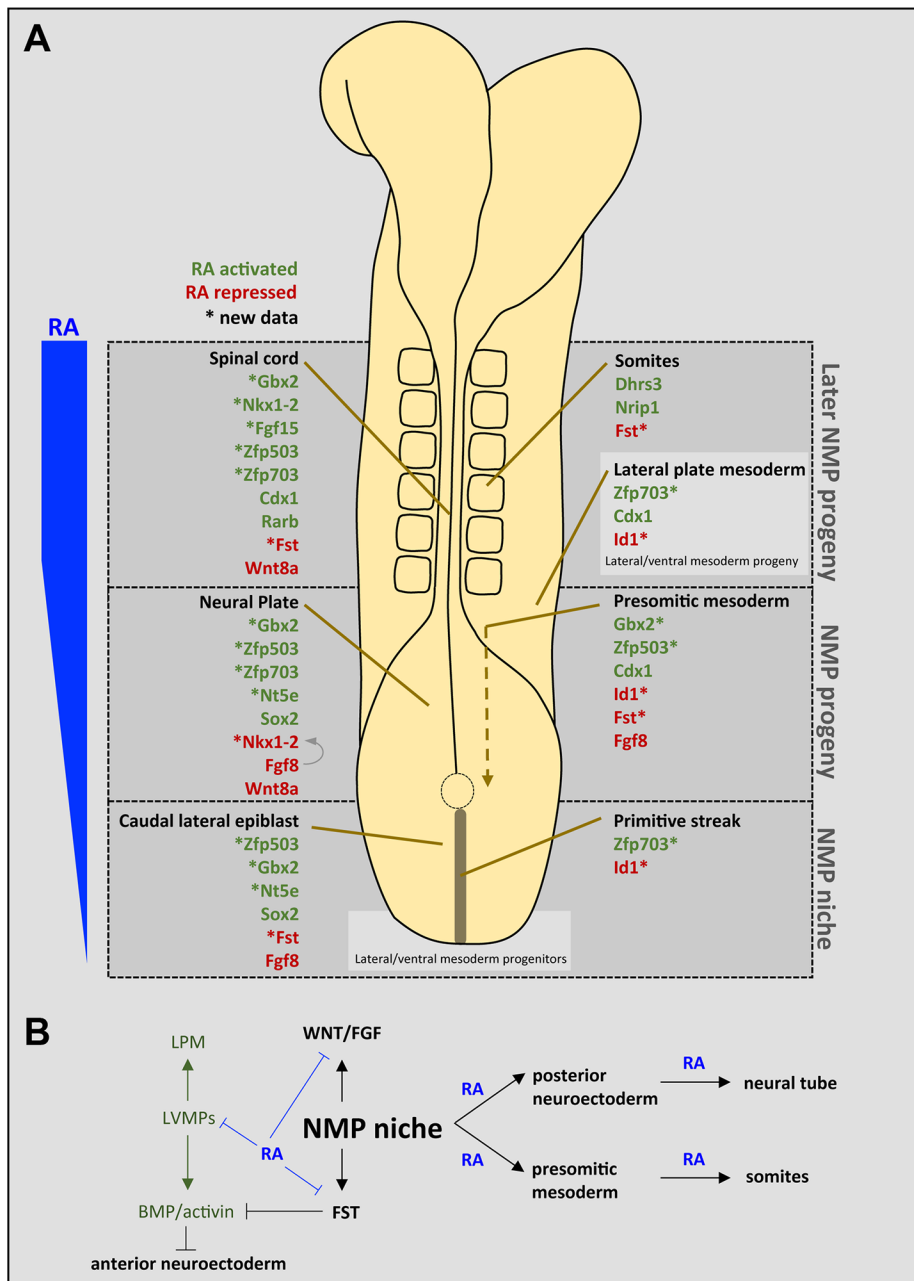 A
RA activated
RA repressed
* new data
RA
Spinal cord
*Gbx2
*Nkx1-2
*Fgf15
*Zfp503
*Zfp703
Cdx1
Rarb
*Fst
Wnt8a
Somites
Dhrs3
Nrip1
Fst*
Lateral plate mesoderm
Zfp703*
Cdx1
Id1*
Lateral/ventral mesoderm progeny
Later NMP progeny
Neural Plate
*Gbx2
*Zfp503
*Zfp703
*Nt5e
Sox2
*Nkx1-2
Fgf8
Wnt8a
Presomitic mesoderm
Gbx2*
Zfp503*
Cdx1
Id1*
Fst*
Fgf8
NMP progeny
Caudal lateral epiblast
*Zfp503
*Gbx2
*Nt5e
Sox2
*Fst
Fgf8
Primitive streak
Zfp703*
Id1*
Lateral/ventral mesoderm progenitors
NMP niche
B
LPM
WNT/FGF
LVMPs
RA
NMP niche
BMP/activin
FST
anterior neuroectoderm
RA
posterior
neuroectoderm
RA
neural tube
RA
presomitic
mesoderm
RA
somites